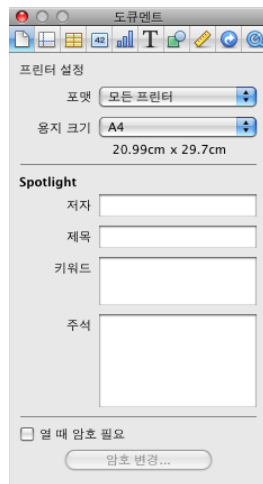 도큐멘트
42 T
프린터 설정
포맷 모든 프린터
용지 크기 A4
20.99cm x 29.7cm
Spotlight
저자
제목
키워드
주석
열 때 암호 필요
암호 변경...